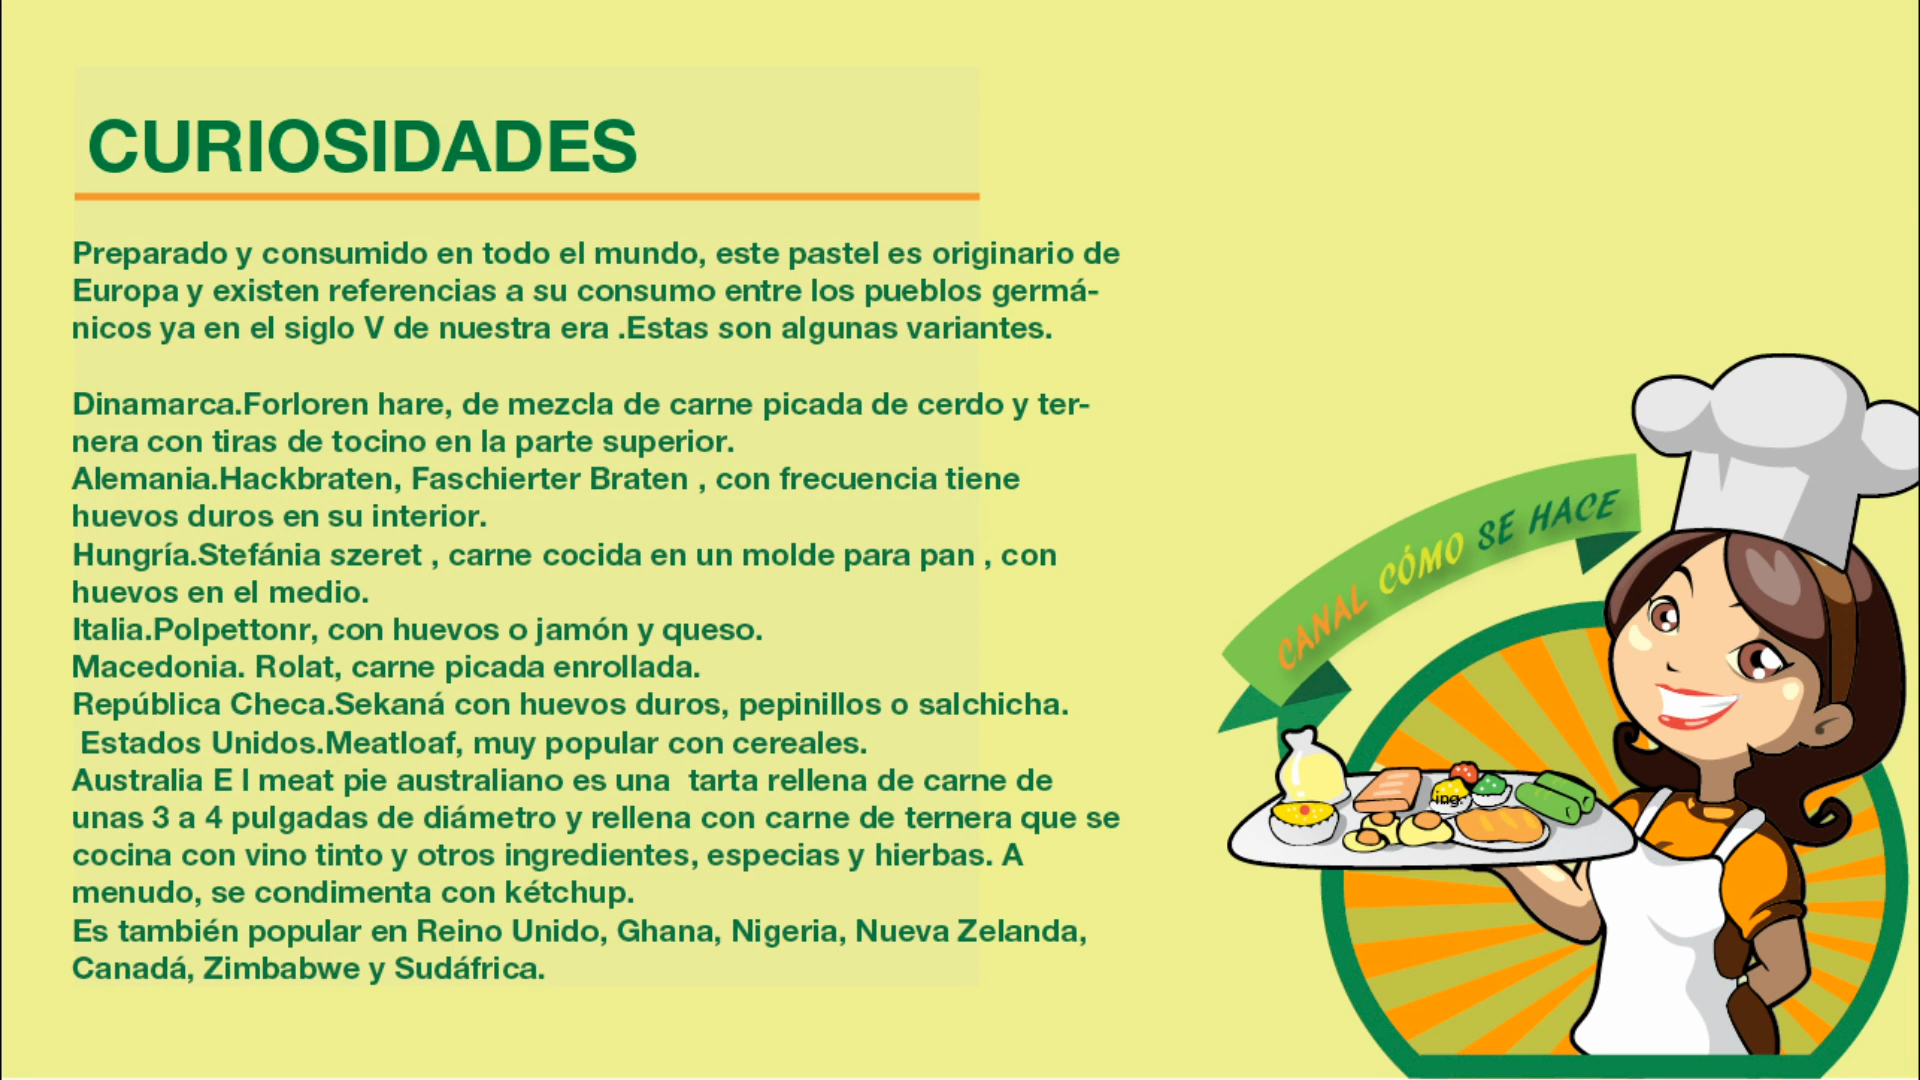 CURIOSIDADES
Preparado y consumido en todo el mundo, este pastel es originario de
Europa y existen referencias a su consumo entre los pueblos germá-
nicos ya en el siglo V de nuestra era .Estas son algunas variantes.
Dinamarca.Forloren hare, de mezcla de carne picada de cerdo y ter-
nera con tiras de tocino en la parte superior.
Alemania.Hackbraten, Faschierter Braten , con frecuencia tiene
huevos duros en su interior.
Hungría.Stefánia szeret , carne cocida en un molde para pan , con
huevos en el medio.
Italia.Polpettonr, con huevos o jamón y queso.
Macedonia. Rolat, carne picada enrollada.
República Checa.Sekaná con huevos duros, pepinillos o salchicha.
Estados Unidos.Meatloaf, muy popular con cereales.
Australia E l meat pie australiano es una  tarta rellena de carne de
unas 3 a 4 pulgadas de diámetro y rellena con carne de ternera que se
cocina con vino tinto y otros ingredientes, especias y hierbas. A
menudo, se condimenta con kétchup.
Es también popular en Reino Unido, Ghana, Nigeria, Nueva Zelanda,
Canadá, Zimbabwe y Sudáfrica.
CANAL CÓMO SE HACE
ing.